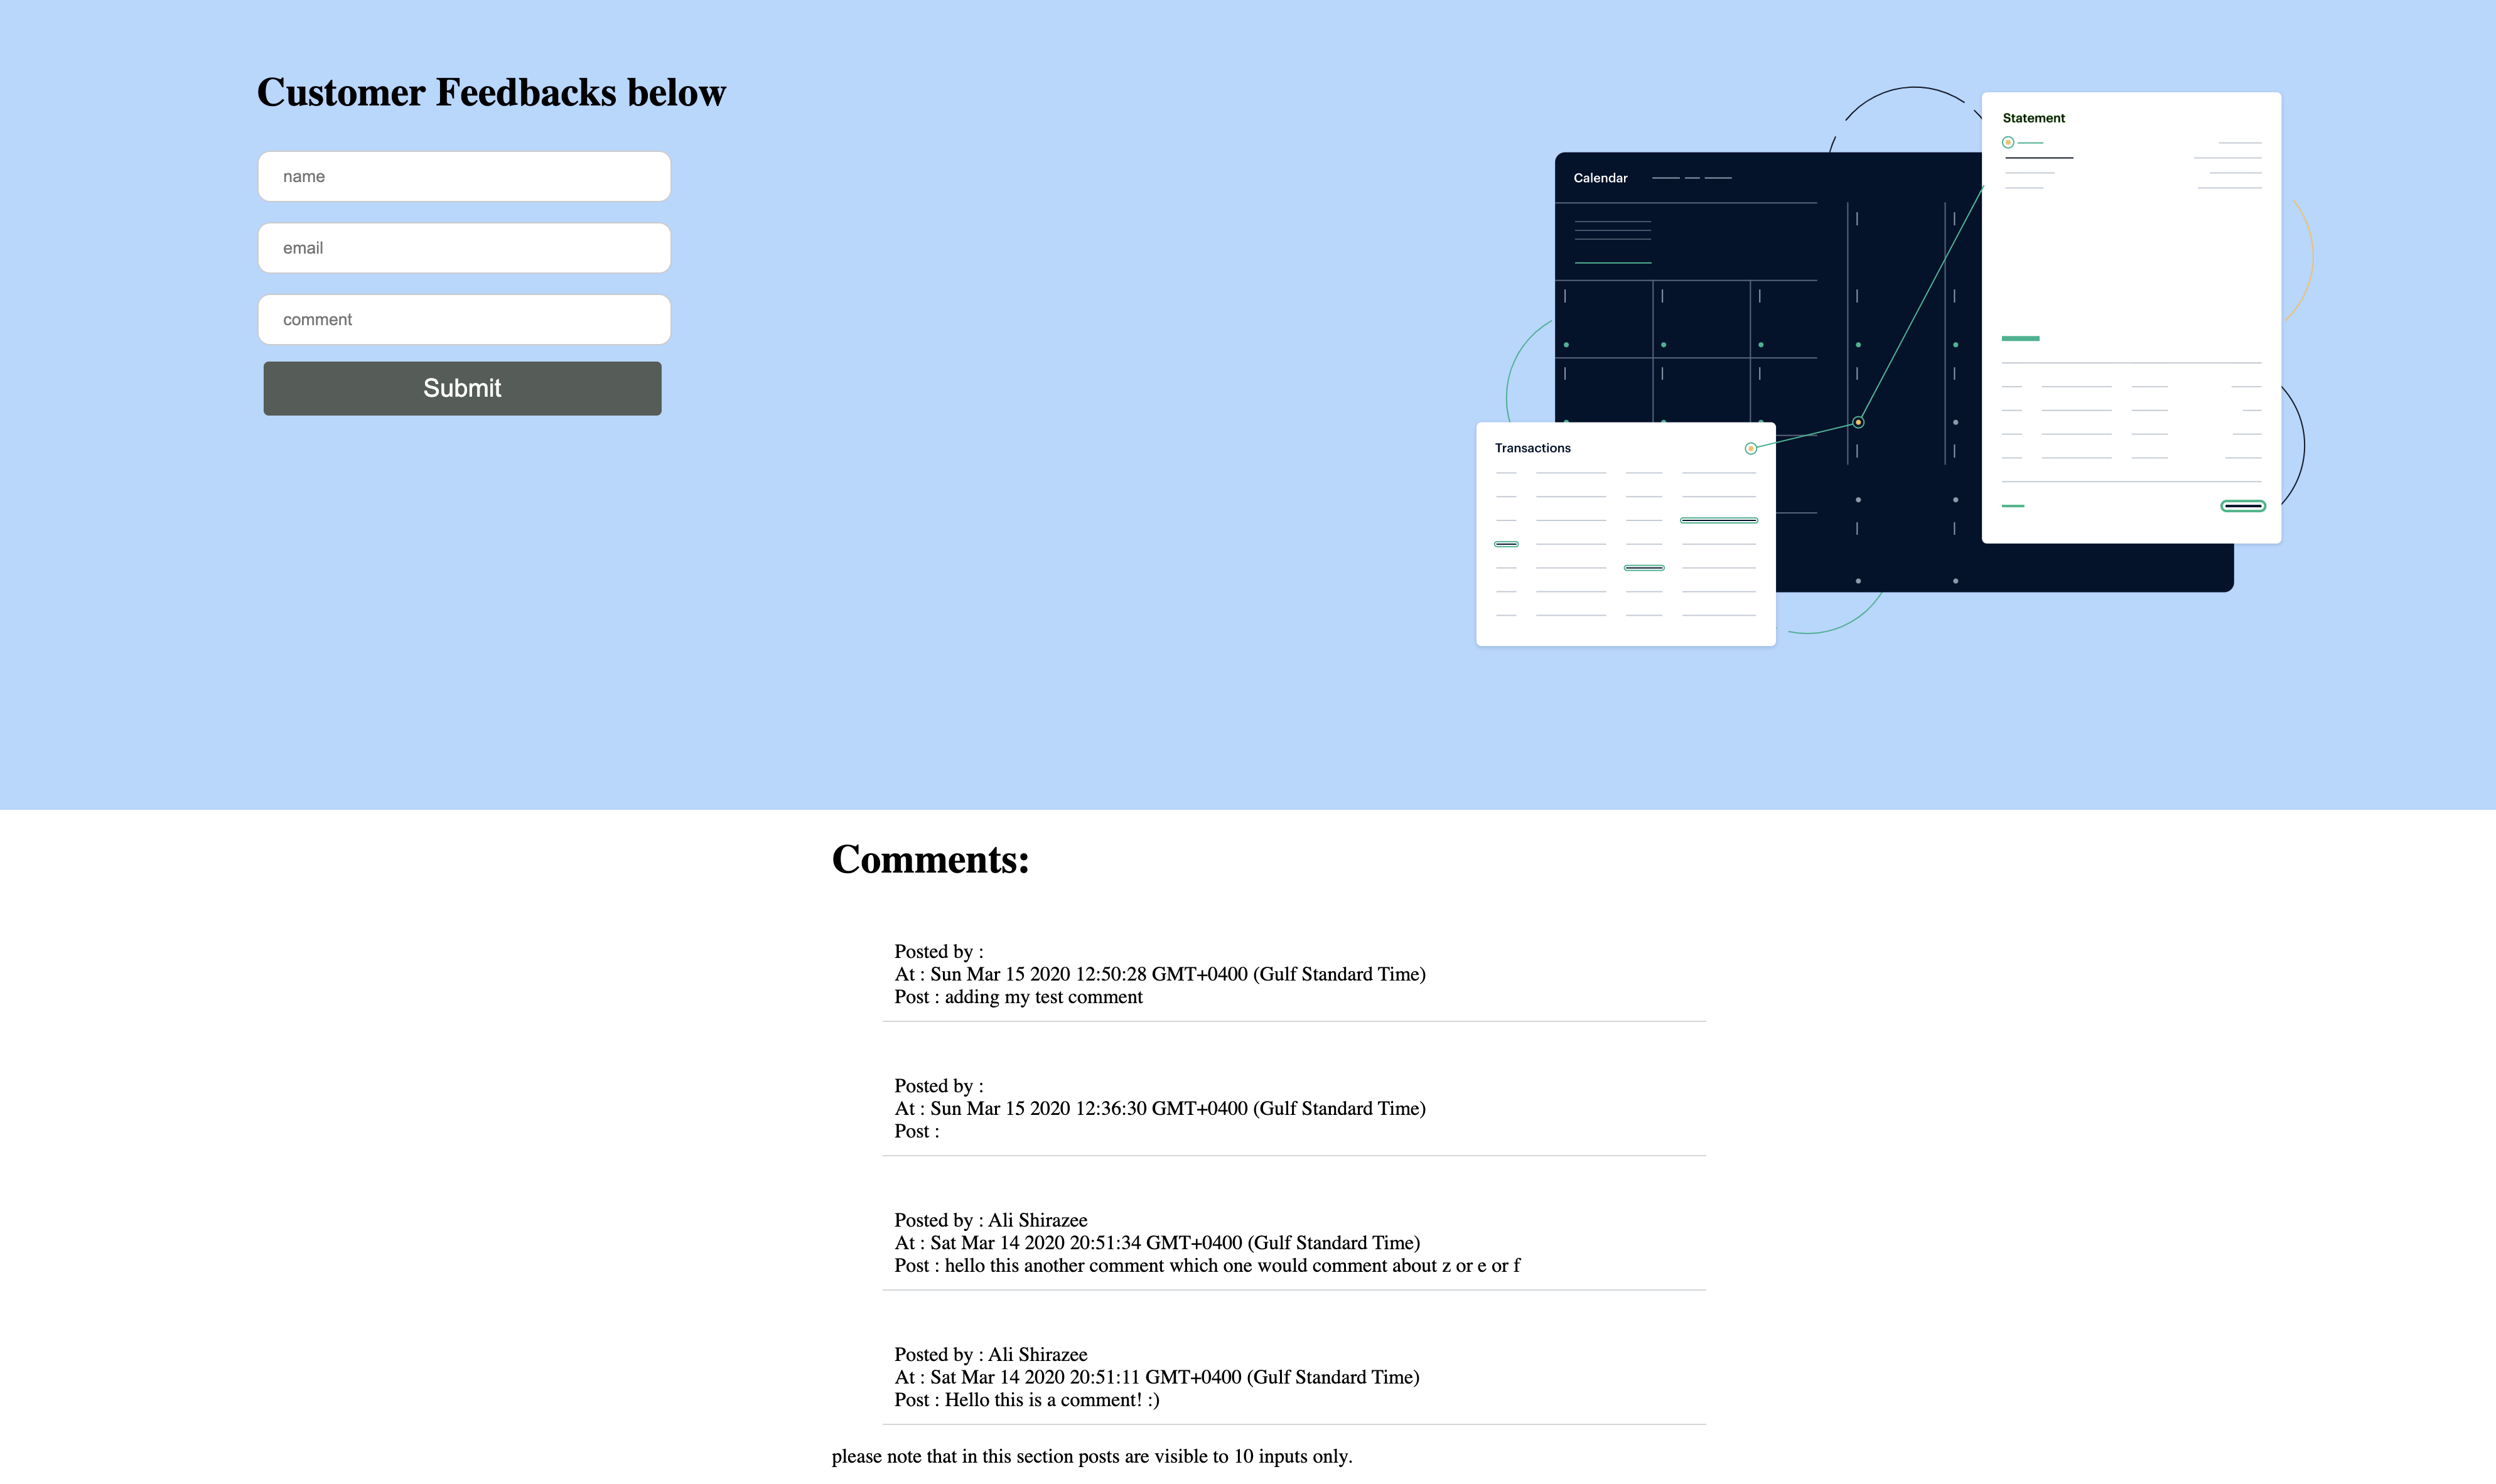 Customer Feedbacks below
name
email
comment
Submit
Calendar
Statement
Transactions
Comments:
Posted by :
At : Sun Mar 15 2020 12:50:28 GMT+0400 (Gulf Standard Time)
Post : adding my test comment
Posted by :
At : Sun Mar 15 2020 12:36:30 GMT+0400 (Gulf Standard Time)
Post :
Posted by : Ali Shirazee
At : Sat Mar 14 2020 20:51:34 GMT+0400 (Gulf Standard Time)
Post : hello this another comment which one would comment about z or e or f
Posted by : Ali Shirazee
At : Sat Mar 14 2020 20:51:11 GMT+0400 (Gulf Standard Time)
Post : Hello this is a comment! :)
please note that in this section posts are visible to 10 inputs only.